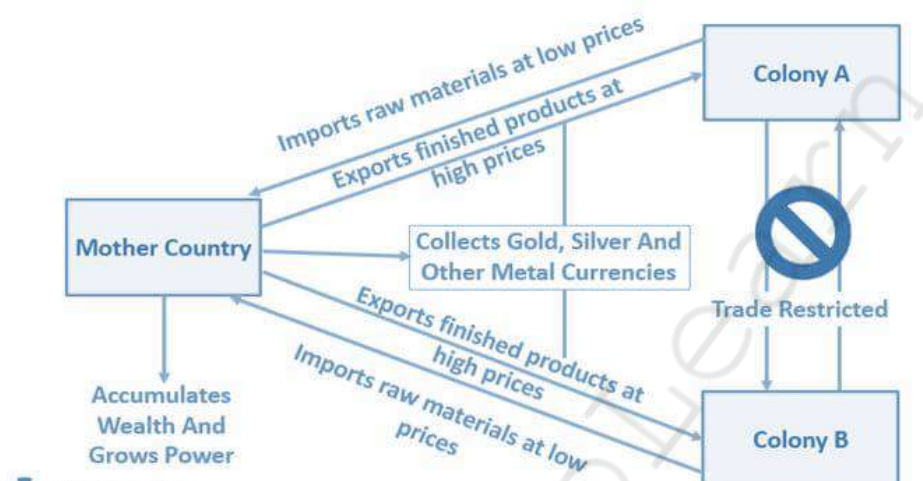 Imports raw materials at low prices
Exports finished products at
high prices
Colony A
Mother Country
Collects Gold, Silver And
Other Metal Currencies
Trade Restricted
Exports finished products at
high prices
Imports raw materials at low
prices
Accumulates
Wealth And
Grows Power
Colony B